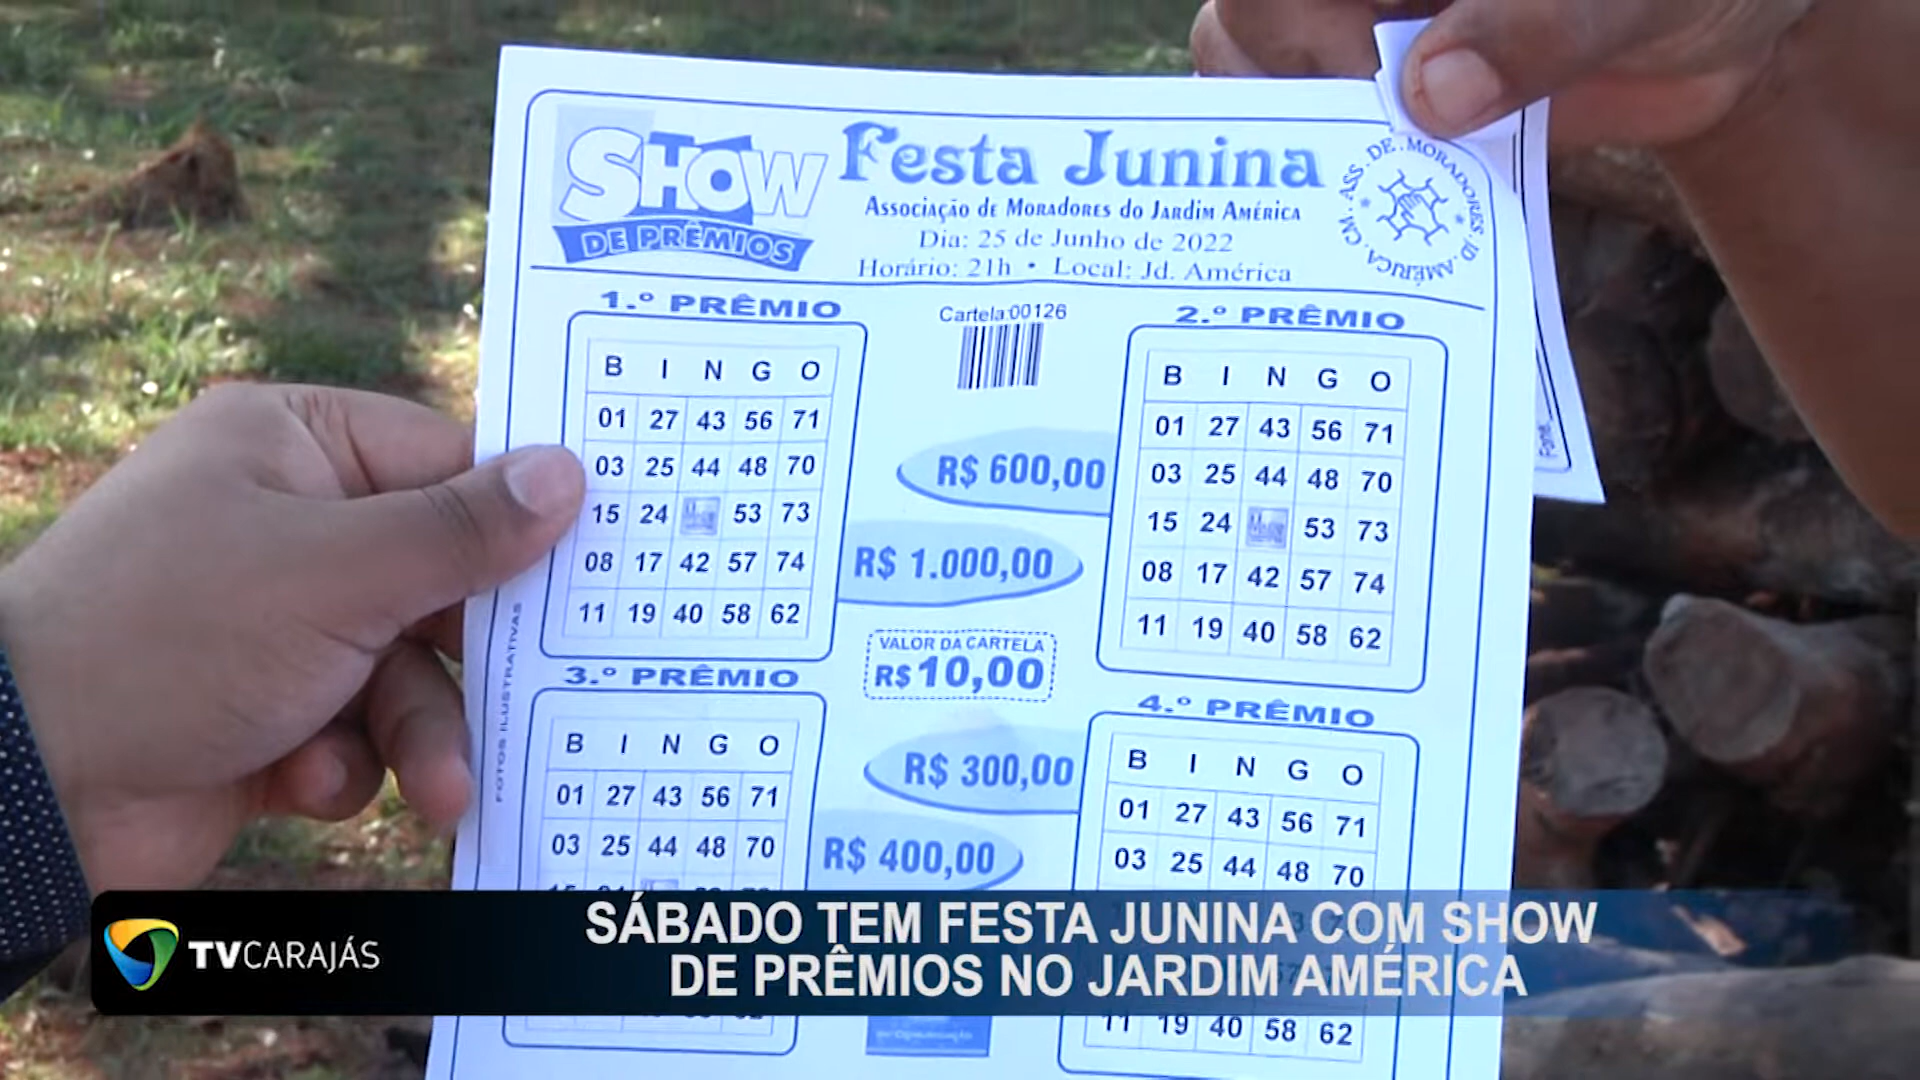 SHOW
DE PRÊMIOS
Festa Junina
Associação de Moradores do Jardim América
Dia: 25 de Junho de 2022
Horário: 21h • Local: Jd. América
CM. ASS. DE. MORADORES. JD. AMÉRICA.
1.º PRÊMIO
B I N G O
01 27 43 56 71
03 25 44 48 70
15 24 53 73
08 17 42 57 74
11 19 40 58 62
Cartela:00126
2.º PRÊMIO
B I N G O
01 27 43 56 71
03 25 44 48 70
15 24 53 73
08 17 42 57 74
11 19 40 58 62
R$ 600,00
R$ 1.000,00
VALOR DA CARTELA
R$ 10,00
FOTOS ILUSTRATIVAS
3.º PRÊMIO
B I N G O
01 27 43 56 71
03 25 44 48 70
4.º PRÊMIO
B I N G O
01 27 43 56 71
03 25 44 48 70
11 19 40 58 62
R$ 300,00
R$ 400,00
TVCARAJÁS
SÁBADO TEM FESTA JUNINA COM SHOW
DE PRÊMIOS NO JARDIM AMÉRICA